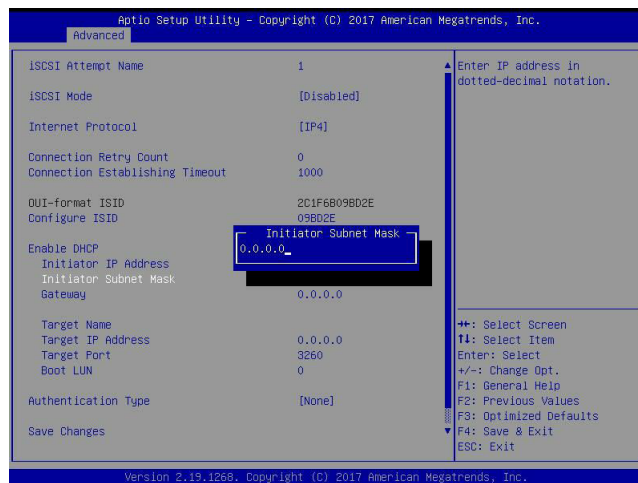 Aptio Setup Utility – Copyright (C) 2017 American Megatrends, Inc.
Advanced
iSCSI Attempt Name 1
iSCSI Mode [Disabled]
Internet Protocol [IP4]
Connection Retry Count 0
Connection Establishing Timeout 1000
OUI-format ISID 2C1F6B09BD2E
Configure ISID 09BD2E
Enable DHCP
Initiator IP Address
Initiator Subnet Mask
Gateway 0.0.0.0
Target Name
Target IP Address 0.0.0.0
Target Port 3260
Boot LUN 0
Authentication Type [None]
Save Changes
Initiator Subnet Mask
0.0.0.0_
Enter IP address in
dotted-decimal notation.
→←: Select Screen
↑↓: Select Item
Enter: Select
+/-: Change Opt.
F1: General Help
F2: Previous Values
F3: Optimized Defaults
F4: Save & Exit
ESC: Exit
Version 2.19.1268. Copyright (C) 2017 American Megatrends, Inc.